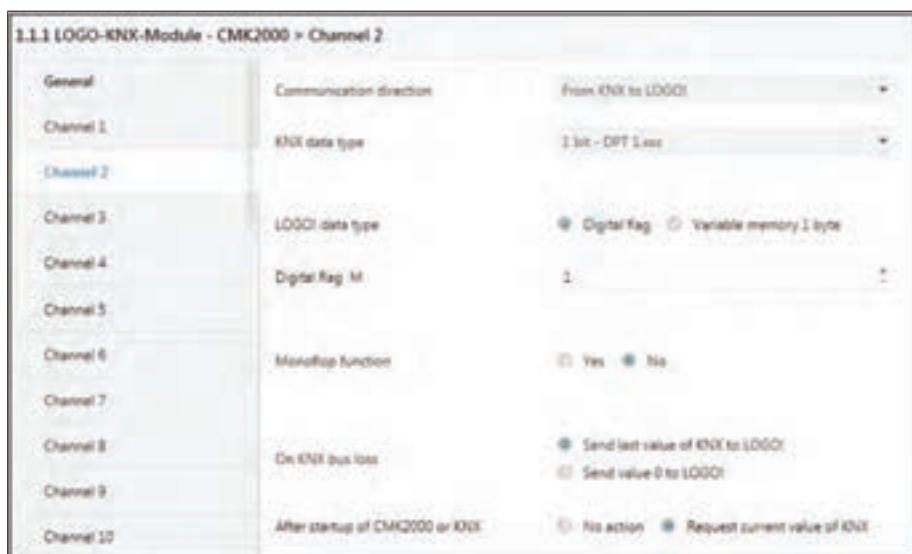 1.1.1 LOGO-KNX-Module - CMK2000 > Channel 2
General
Channel 1
Channel 2
Channel 3
Channel 4
Channel 5
Channel 6
Channel 7
Channel 8
Channel 9
Channel 10
Communication direction From KNX to LOGO!
KNX data type 1 bit - DPT 1.xxx
LOGO! data type Digital flag Variable memory 1 byte
Digital flag M 1
Monoflop function Yes No
On KNX bus loss Send last value of KNX to LOGO!
Send value 0 to LOGO!
After startup of CMK2000 or KNX No action Request current value of KNX